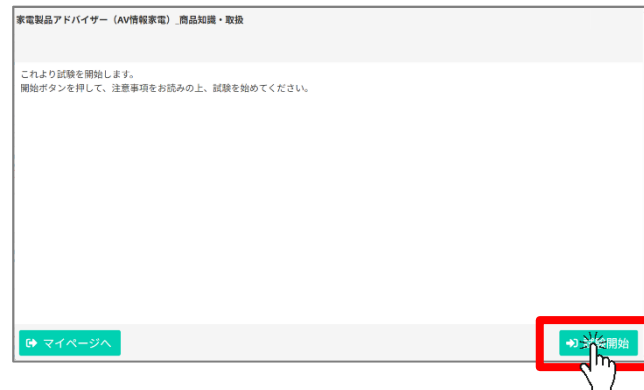 家電製品アドバイザー（AV情報家電）_商品知識・取扱
これより試験を開始します。
開始ボタンを押して、注意事項をお読みの上、試験を始めてください。
マイページへ
開始